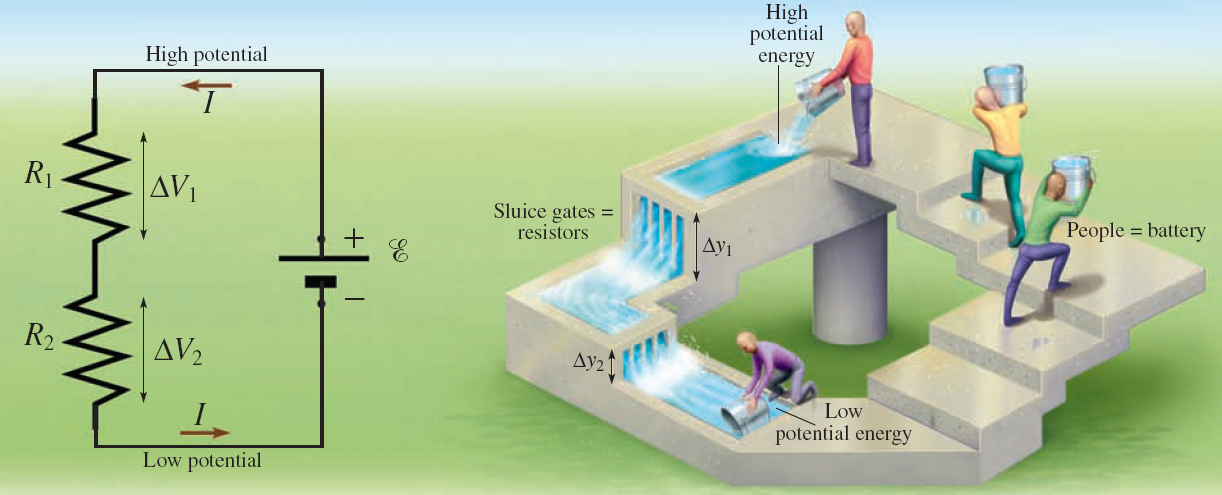 High potential
I
R₁
ΔV₁
+
ℰ
−
R₂
ΔV₂
I
Low potential
High
potential
energy
Sluice gates =
resistors
Δy₁
People = battery
Δy₂
Low
potential energy